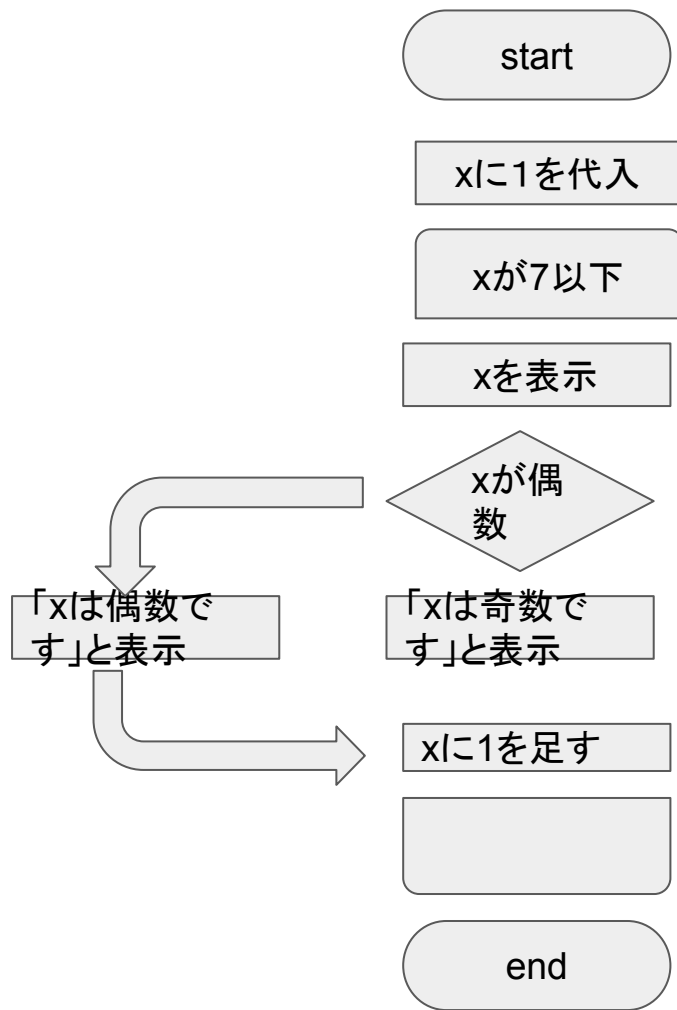 start
xに1を代入
xが7以下
xを表示
xが偶
数
「xは偶数で
す」と表示
「xは奇数で
す」と表示
xに1を足す
end